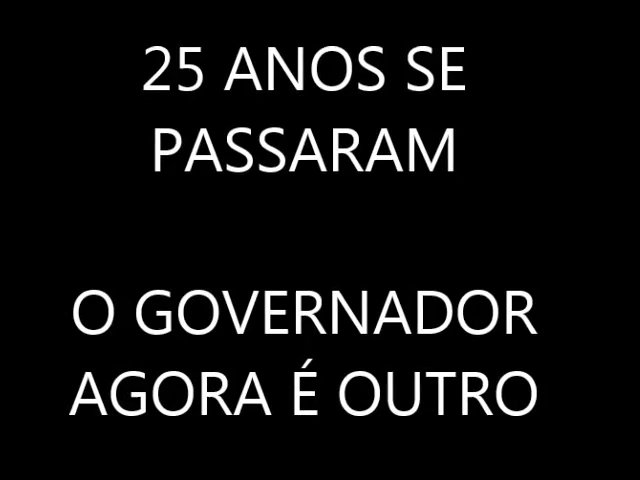 25 ANOS SE
PASSARAM
O GOVERNADOR
AGORA É OUTRO